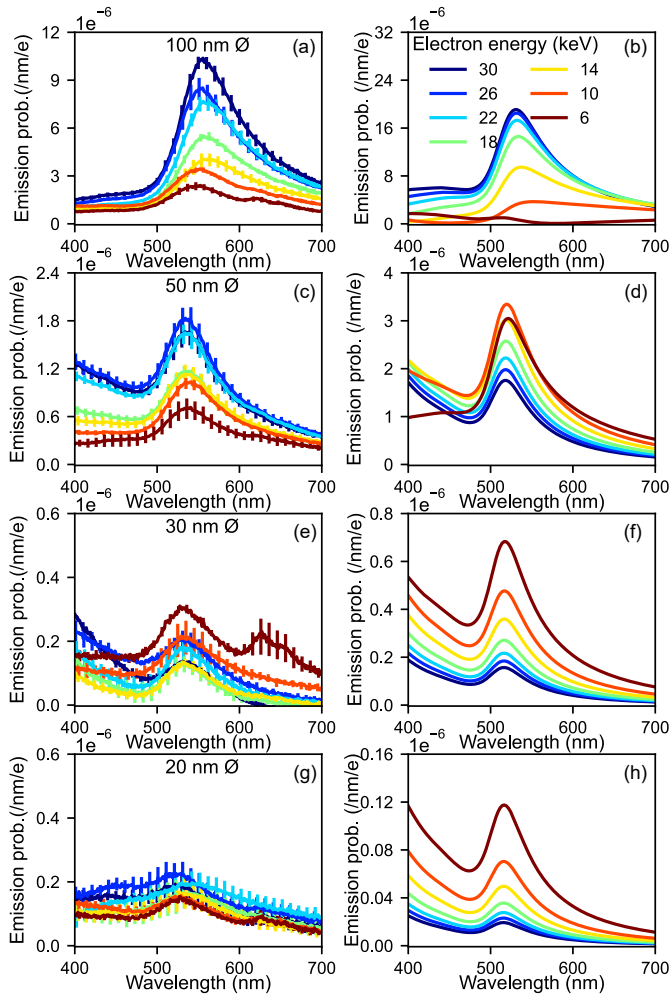 1e−6
12
9
6
3
0
Emission prob.(/nm/e)
100 nm Ø
(a)
400 500 600 700
Wavelength (nm)
1e−6
32
24
16
8
0
Emission prob. (/nm/e)
Electron energy (keV)
(b)
30
26
22
18
14
10
6
400 500 600 700
Wavelength (nm)
1e−6
2.4
1.8
1.2
0.6
0.0
Emission prob.(/nm/e)
50 nm Ø
(c)
400 500 600 700
Wavelength (nm)
1e−6
4
3
2
1
0
Emission prob. (/nm/e)
(d)
400 500 600 700
Wavelength (nm)
1e−6
0.6
0.4
0.2
0.0
Emission prob.(/nm/e)
30 nm Ø
(e)
400 500 600 700
Wavelength (nm)
1e−6
0.8
0.6
0.4
0.2
0.0
Emission prob. (/nm/e)
(f)
400 500 600 700
Wavelength (nm)
1e−6
0.6
0.4
0.2
0.0
Emission prob.(/nm/e)
20 nm Ø
(g)
400 500 600 700
Wavelength (nm)
1e−6
0.16
0.12
0.08
0.04
0.00
Emission prob. (/nm/e)
(h)
400 500 600 700
Wavelength (nm)